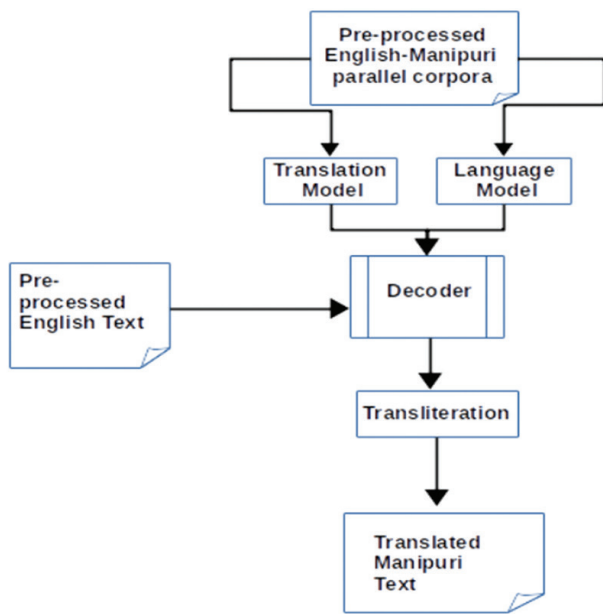 Pre-processed
English-Manipuri
parallel corpora
Translation
Model
Language
Model
Pre-
processed
English Text
Decoder
Transliteration
Translated
Manipuri
Text